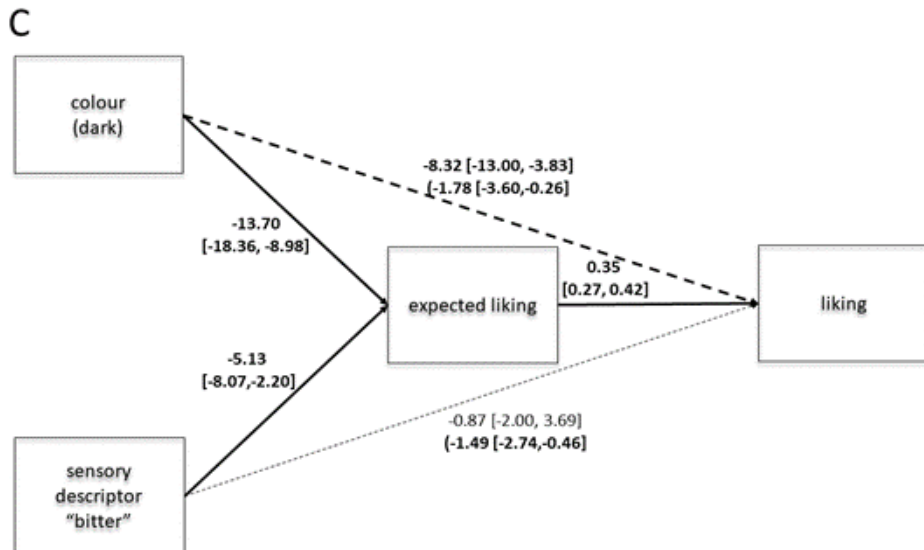 C
colour
(dark)
-8.32 [-13.00, -3.83]
(-1.78 [-3.60,-0.26]
-13.70
[-18.36, -8.98]
expected liking
0.35
[0.27, 0.42]
liking
-5.13
[-8.07,-2.20]
-0.87 [-2.00, 3.69]
(-1.49 [-2.74,-0.46]
sensory
descriptor
“bitter”